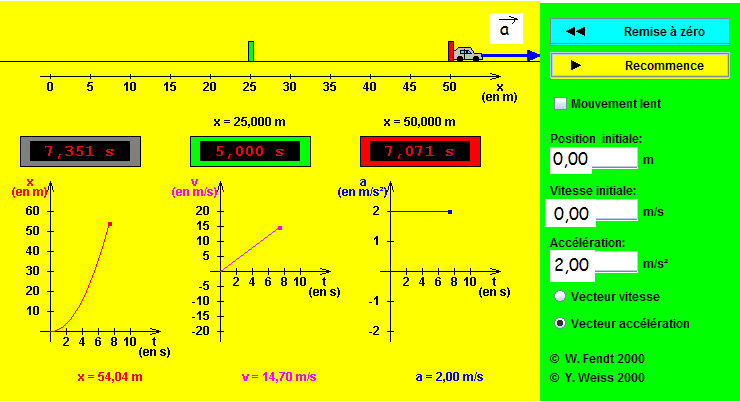 a
0 5 10 15 20 25 30 35 40 45 50 x
(en m)
x = 25,000 m x = 50,000 m
7,351 s 5,000 s 7,071 s
x
(en m)
60
50
40
30
20
10
2 4 6 8 10 t
(en s)
x = 54,04 m
v
(en m/s)
20
15
10
5
-5
-10
-15
-20
2 4 6 8 10 t
(en s)
v = 14,70 m/s
a
(en m/s²)
2
1
-1
-2
2 4 6 8 10 t
(en s)
a = 2,00 m/s
Remise à zéro
Recommence
Mouvement lent
Position initiale:
0,00 m
Vitesse initiale:
0,00 m/s
Accélération:
2,00 m/s²
Vecteur vitesse
Vecteur accélération
© W. Fendt 2000
© Y. Weiss 2000